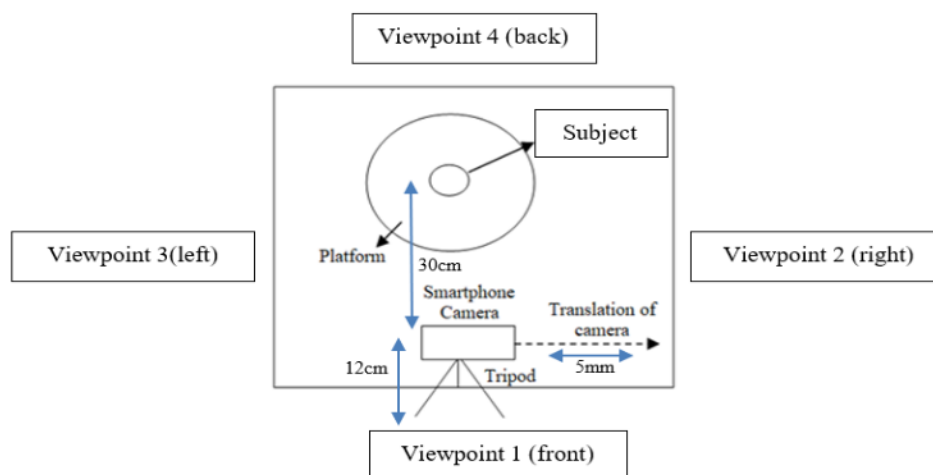 Viewpoint 4 (back)
Subject
Viewpoint 3(left)
Viewpoint 2 (right)
Platform
30cm
Smartphone
Camera
Translation of
camera
12cm
Tripod
5mm
Viewpoint 1 (front)